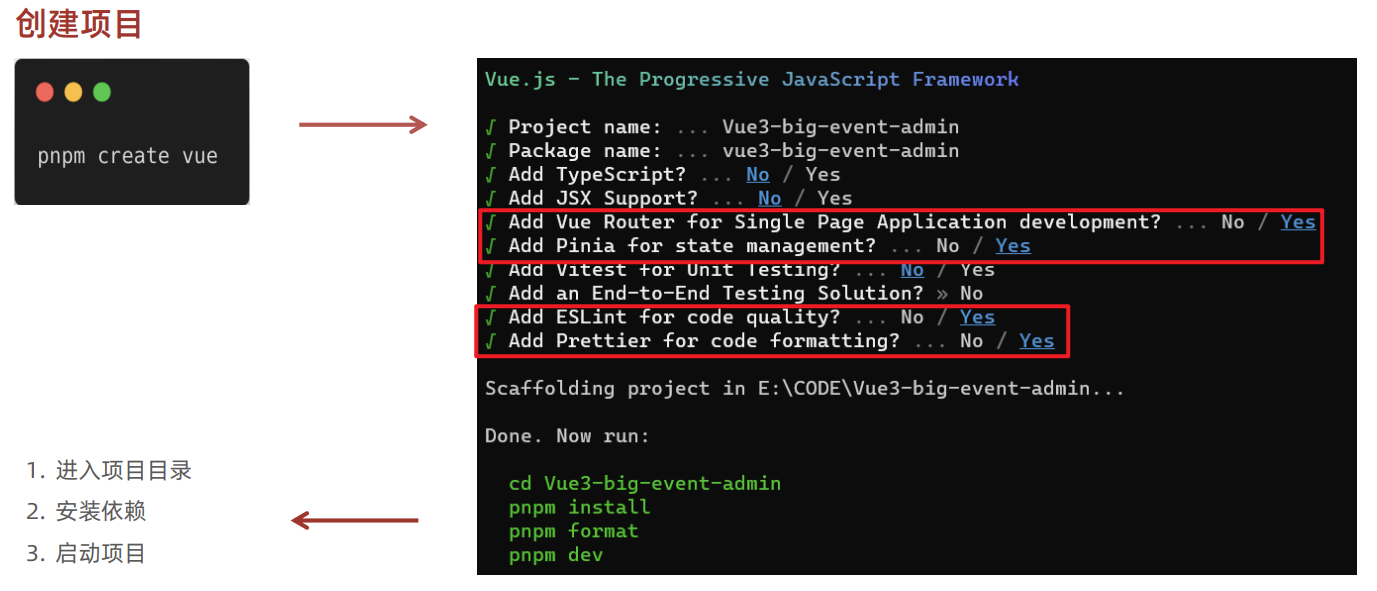 创建项目
pnpm create vue
Vue.js - The Progressive JavaScript Framework
√ Project name: ... Vue3-big-event-admin
√ Package name: ... vue3-big-event-admin
√ Add TypeScript? ... No / Yes
√ Add JSX Support? ... No / Yes
√ Add Vue Router for Single Page Application development? ... No / Yes
√ Add Pinia for state management? ... No / Yes
√ Add Vitest for Unit Testing? ... No / Yes
√ Add an End-to-End Testing Solution? » No
√ Add ESLint for code quality? ... No / Yes
√ Add Prettier for code formatting? ... No / Yes
Scaffolding project in E:\CODE\Vue3-big-event-admin...
Done. Now run:
cd Vue3-big-event-admin
pnpm install
pnpm format
pnpm dev
1. 进入项目目录
2. 安装依赖
3. 启动项目